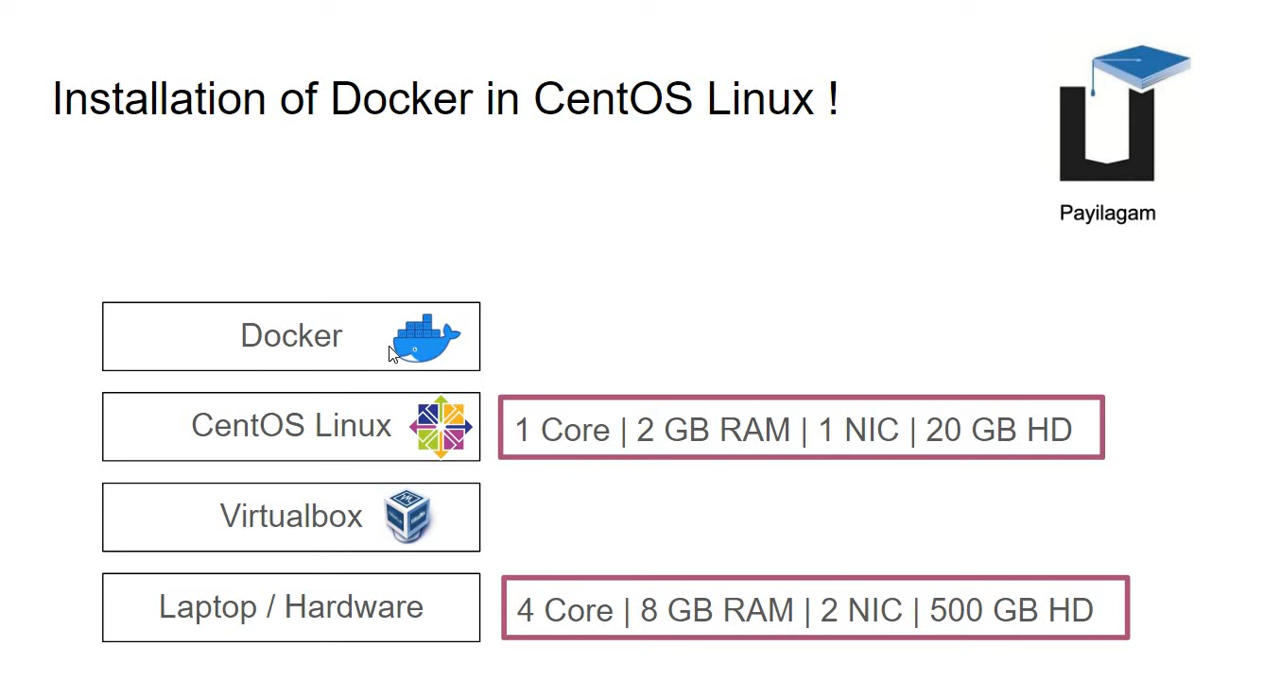 Installation of Docker in CentOS Linux !
Payilagam
Docker
CentOS Linux
1 Core | 2 GB RAM | 1 NIC | 20 GB HD
Virtualbox
Laptop / Hardware
4 Core | 8 GB RAM | 2 NIC | 500 GB HD